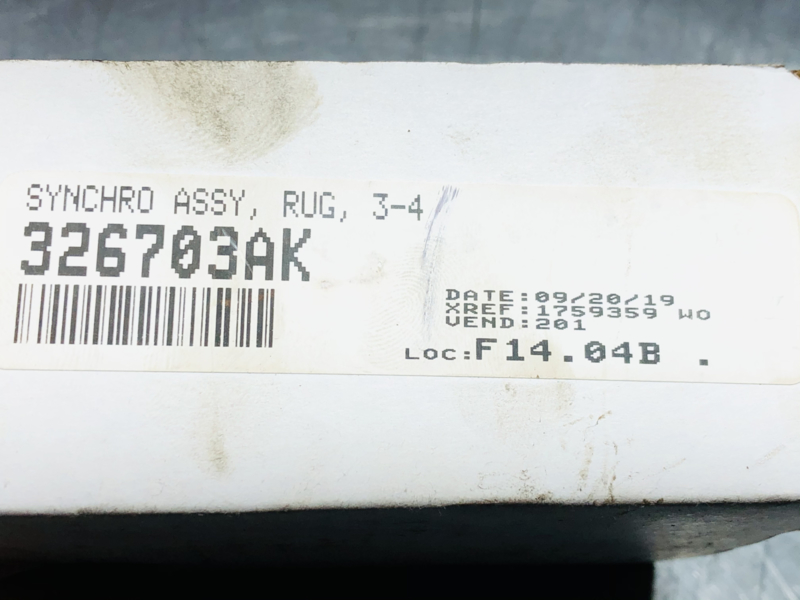 SYNCHRO ASSY, RUG, 3-4
326703AK
DATE:09/20/19
XREF:1759359 WO
VEND:201
LOC:F14.04B .